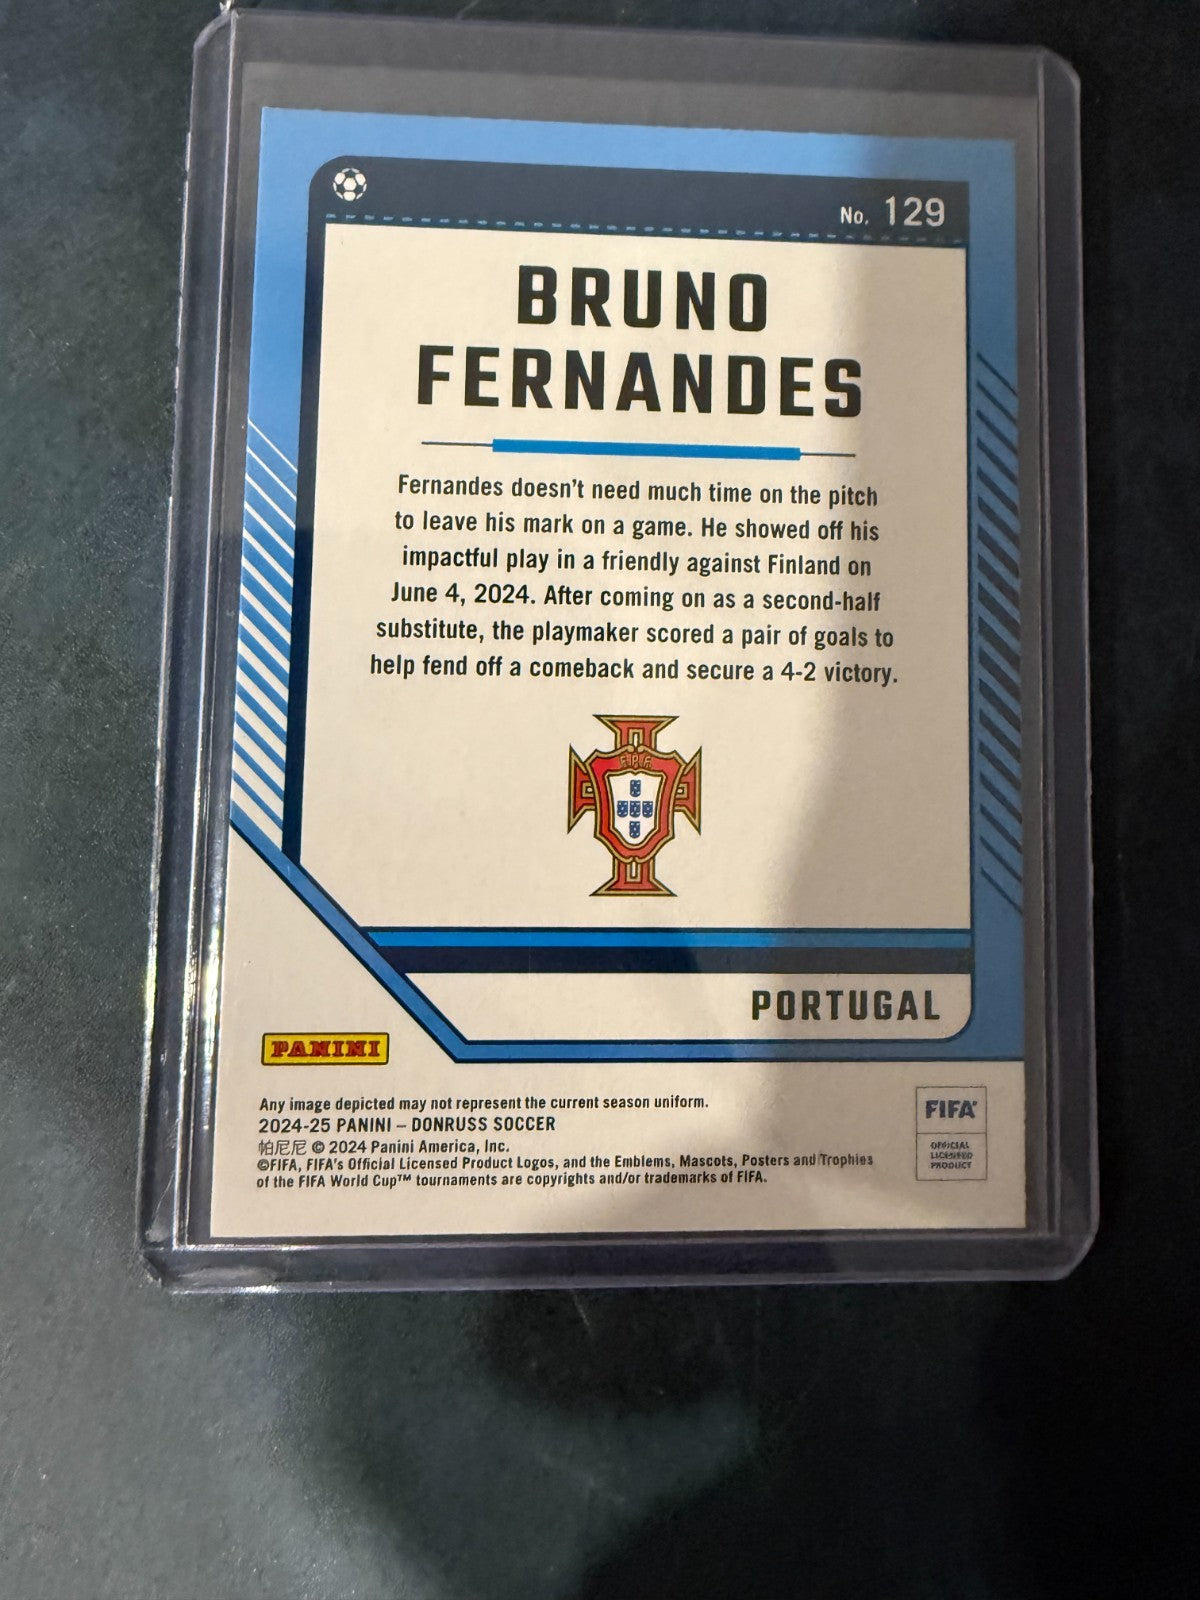 No. 129
BRUNO
FERNANDES
Fernandes doesn't need much time on the pitch
to leave his mark on a game. He showed off his
impactful play in a friendly against Finland on
June 4, 2024. After coming on as a second-half
substitute, the playmaker scored a pair of goals to
help fend off a comeback and secure a 4-2 victory.
FPF
PORTUGAL
PANINI
Any image depicted may not represent the current season uniform.
2024-25 PANINI – DONRUSS SOCCER
帕尼尼 © 2024 Panini America, Inc.
©FIFA, FIFA's Official Licensed Product Logos, and the Emblems, Mascots, Posters and Trophies
of the FIFA World Cup™ tournaments are copyrights and/or trademarks of FIFA.
FIFA
OFFICIAL
LICENSED
PRODUCT